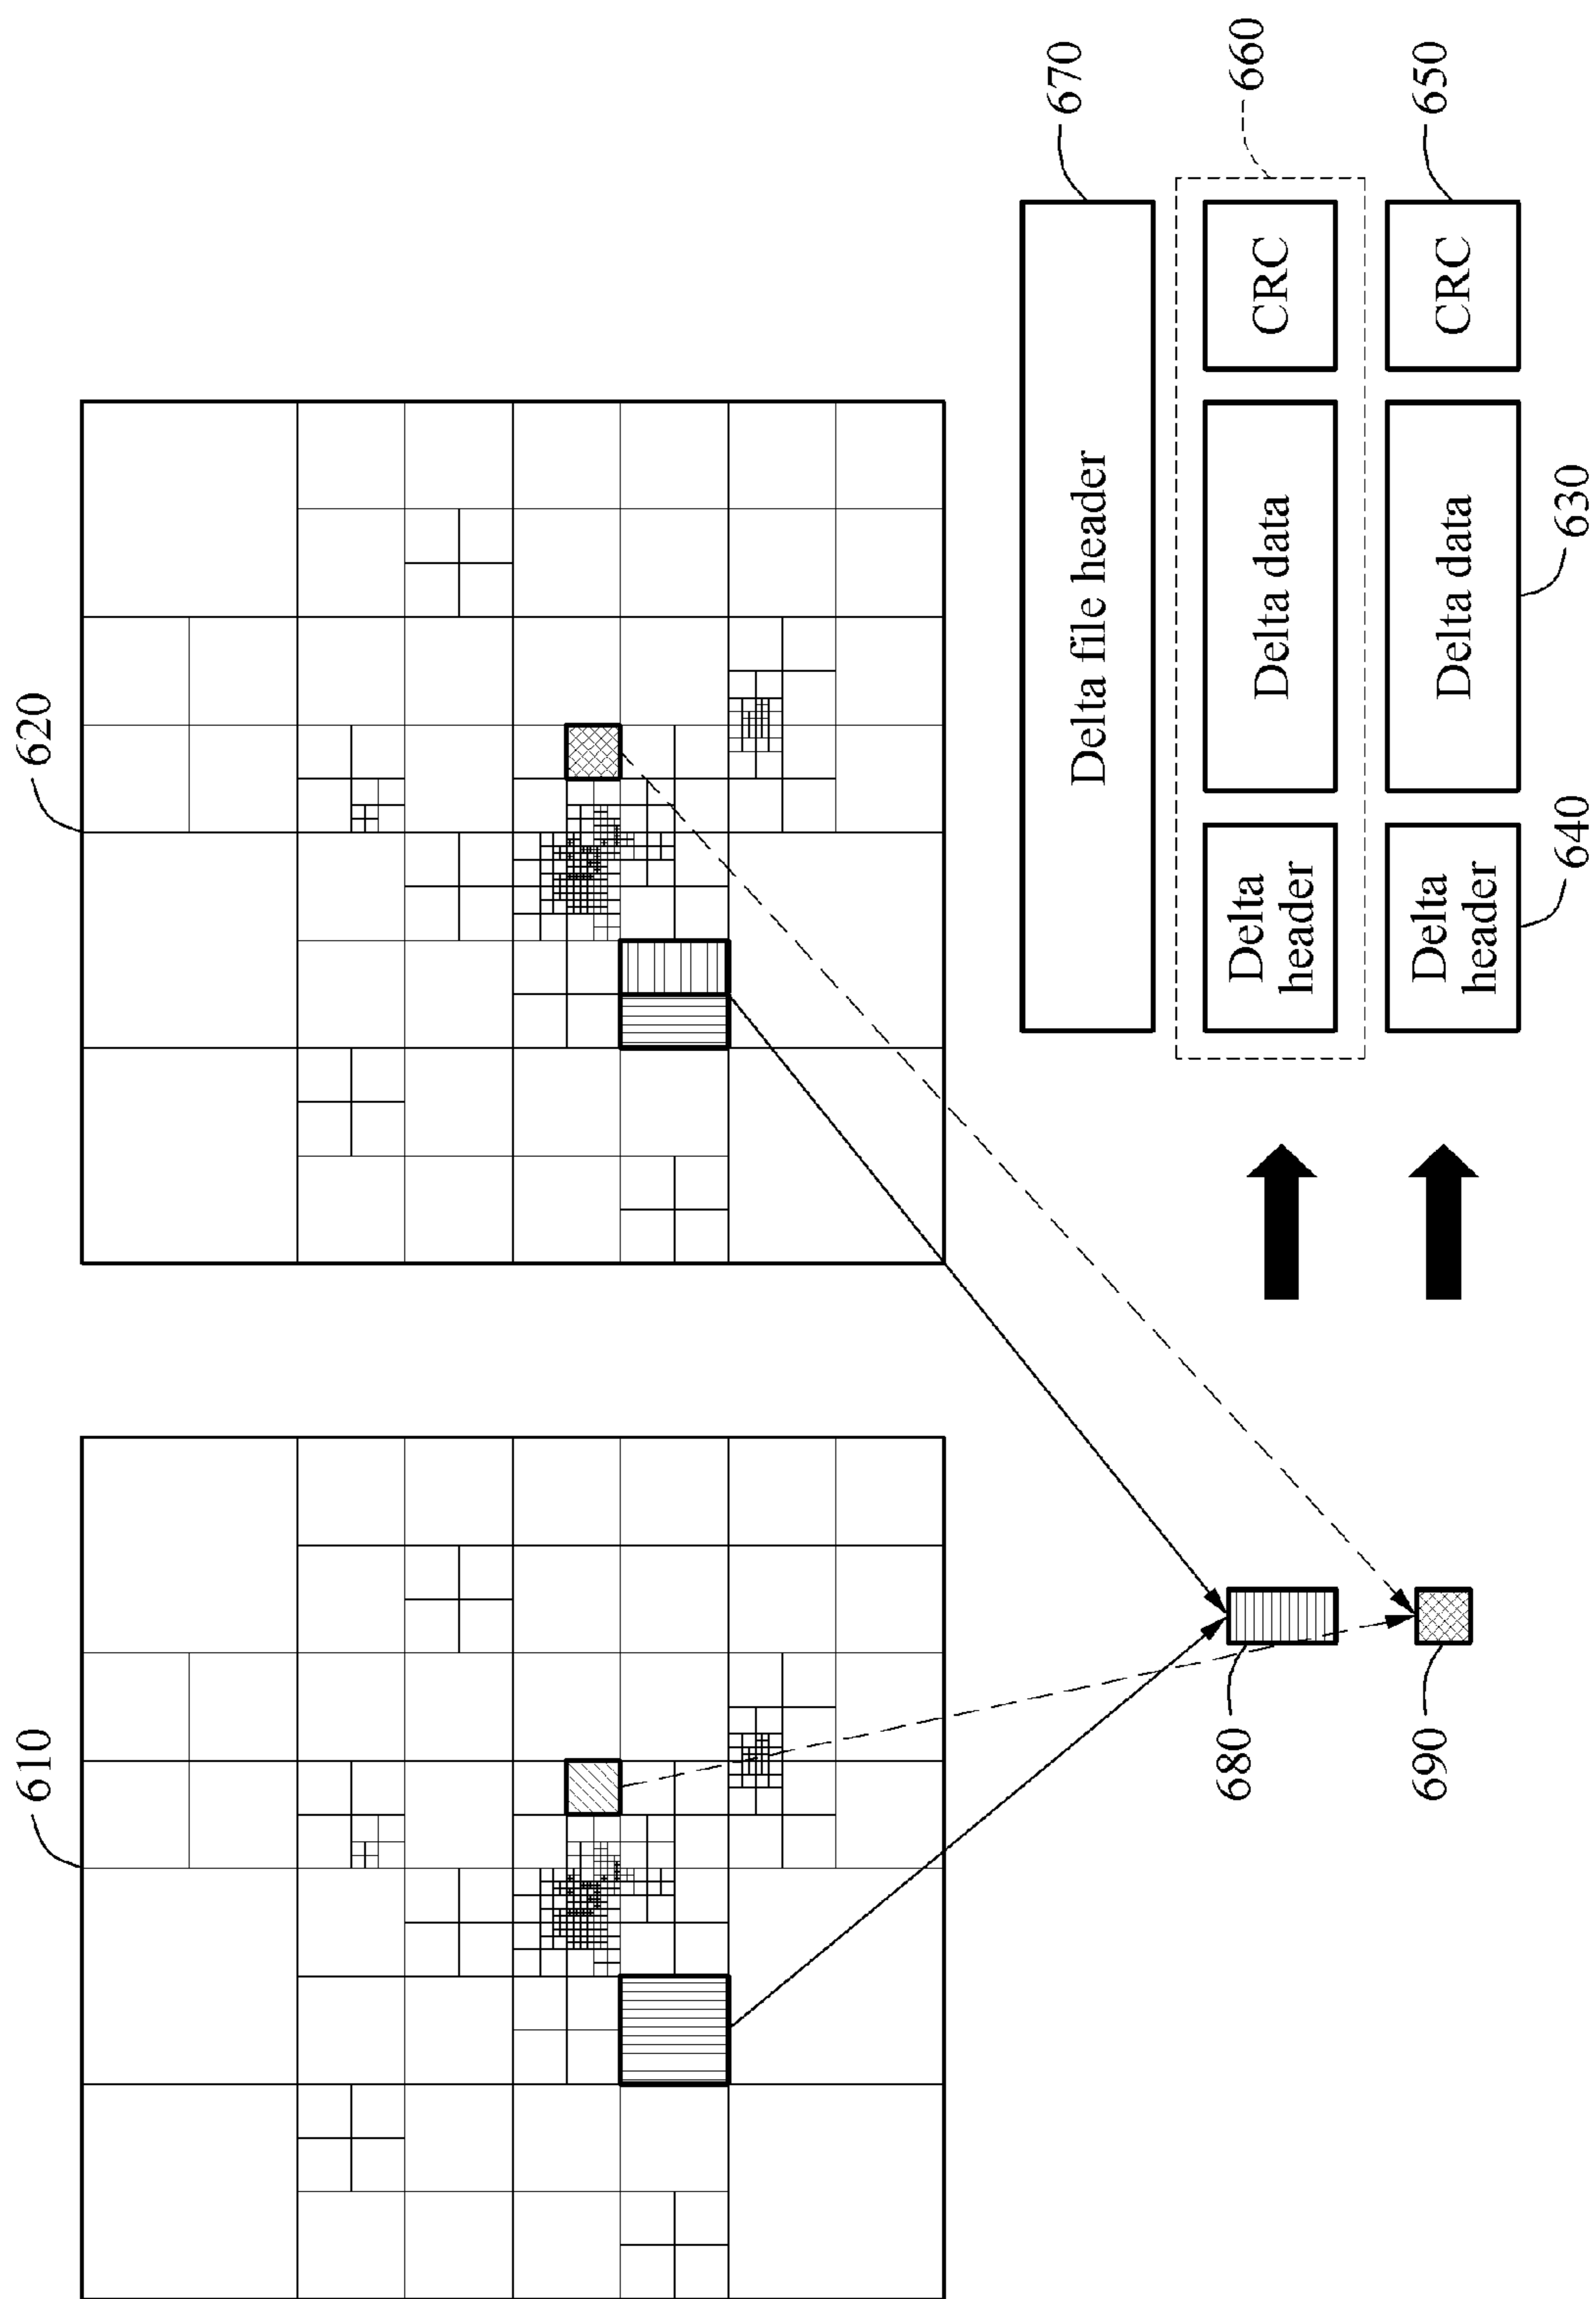 610
620
Delta file header
670
680
Delta
header
Delta data
CRC
660
690
Delta
header
Delta data
CRC
650
640
630